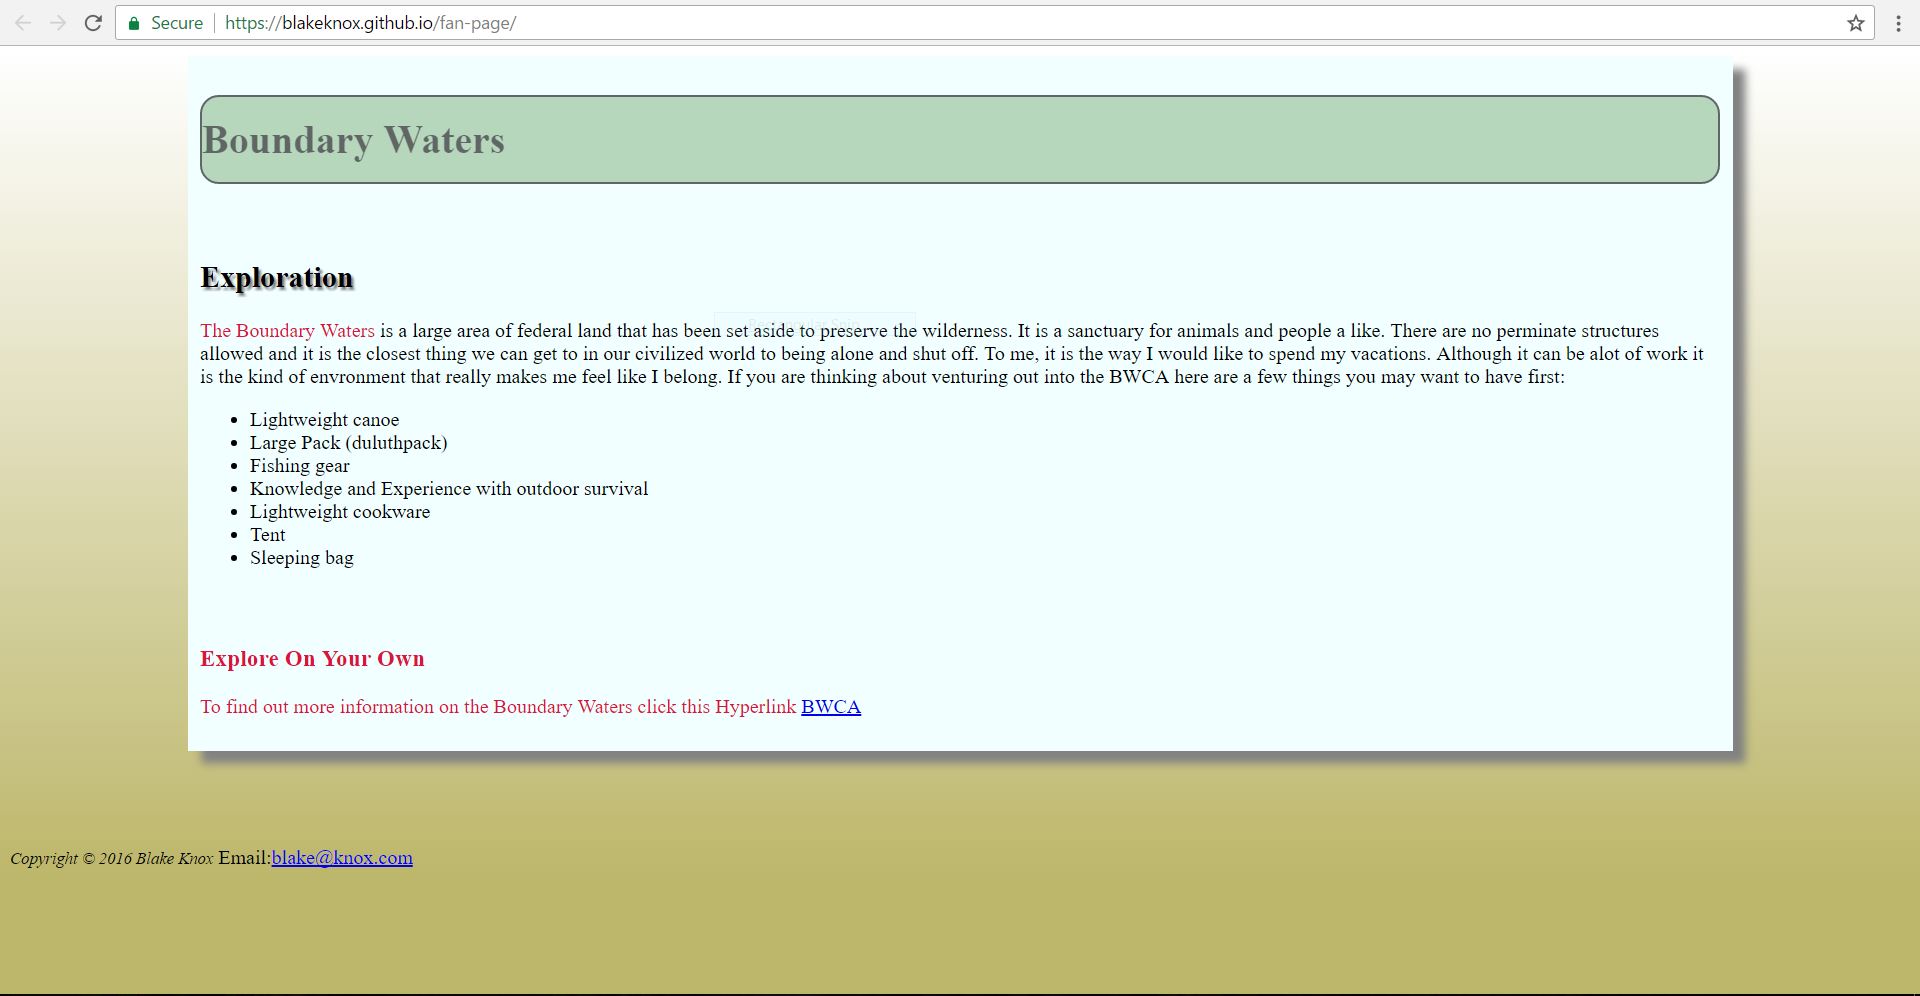 Secure https://blakeknox.github.io/fan-page/
Boundary Waters
Exploration
The Boundary Waters is a large area of federal land that has been set aside to preserve the wilderness. It is a sanctuary for animals and people a like. There are no perminate structures
allowed and it is the closest thing we can get to in our civilized world to being alone and shut off. To me, it is the way I would like to spend my vacations. Although it can be alot of work it
is the kind of envronment that really makes me feel like I belong. If you are thinking about venturing out into the BWCA here are a few things you may want to have first:
• Lightweight canoe
• Large Pack (duluthpack)
• Fishing gear
• Knowledge and Experience with outdoor survival
• Lightweight cookware
• Tent
• Sleeping bag
Explore On Your Own
To find out more information on the Boundary Waters click this Hyperlink BWCA
Copyright © 2016 Blake Knox Email:blake@knox.com